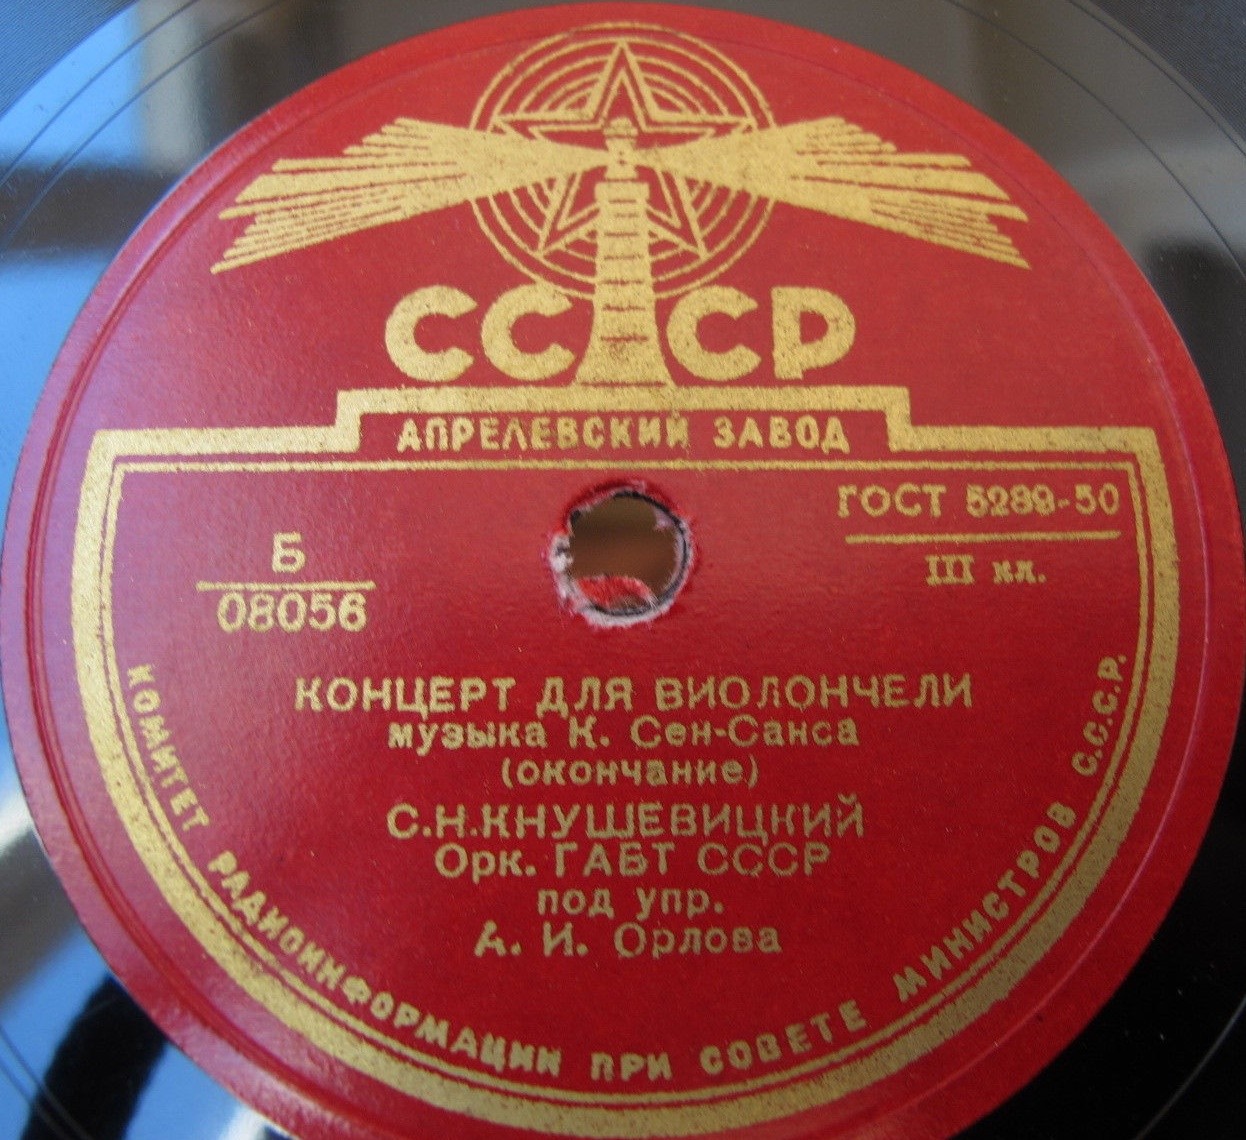 СССР
АПРЕЛЕВСКИЙ ЗАВОД
ГОСТ 5289-50
III кл.
Б
08056
КОНЦЕРТ ДЛЯ ВИОЛОНЧЕЛИ
музыка К. Сен-Санса
(окончание)
С.Н.КНУШЕВИЦКИЙ
Орк. ГАБТ СССР
под упр.
А. И. Орлова
КОМИТЕТ РАДИОИНФОРМАЦИИ ПРИ СОВЕТЕ МИНИСТРОВ С.С.С.Р.